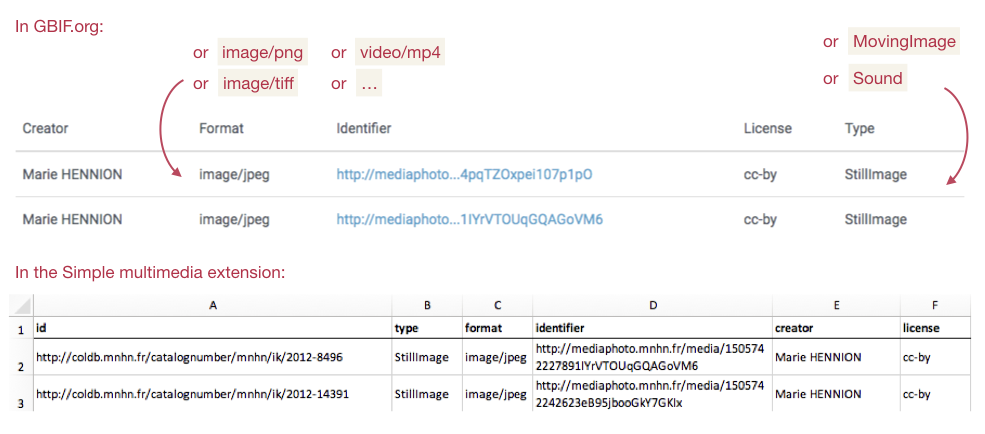 In GBIF.org:
or image/png or video/mp4 or MovingImage
or image/tiff or … or Sound
Creator Format Identifier License Type
Marie HENNION image/jpeg http://mediaphoto...4pqTZOxpei107p1pO cc-by StillImage
Marie HENNION image/jpeg http://mediaphoto...1IYrVTOUqGQAGoVM6 cc-by StillImage
In the Simple multimedia extension:
A B C D E F
1 id type format identifier creator license
2 http://coldb.mnhn.fr/catalognumber/mnhn/ik/2012-8496 StillImage image/jpeg http://mediaphoto.mnhn.fr/media/150574 Marie HENNION cc-by
2227891IYrVTOUqGQAGoVM6
3 http://coldb.mnhn.fr/catalognumber/mnhn/ik/2012-14391 StillImage image/jpeg http://mediaphoto.mnhn.fr/media/150574 Marie HENNION cc-by
2242623eB95jbooGkY7GKlx